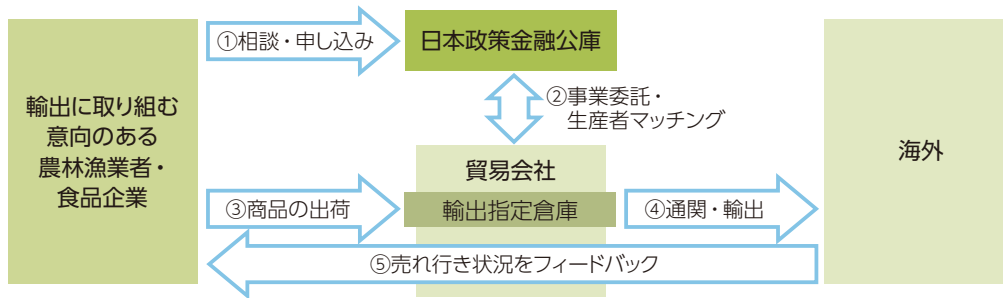 ①相談・申し込み
日本政策金融公庫
輸出に取り組む
意向のある
農林漁業者・
食品企業
②事業委託・
生産者マッチング
海外
貿易会社
③商品の出荷
輸出指定倉庫
④通関・輸出
⑤売れ行き状況をフィードバック